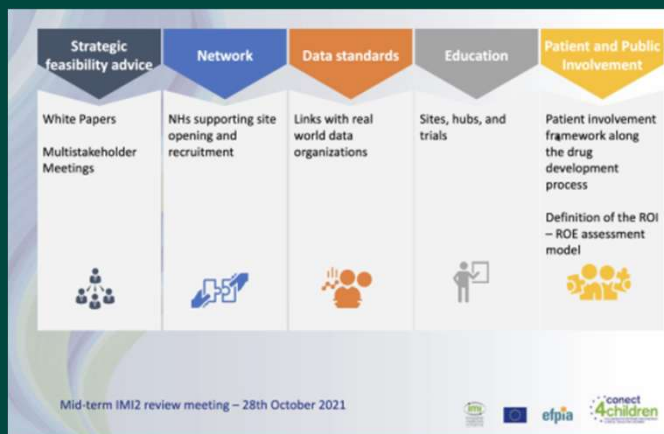 Strategic
feasibility advice
Network
Data standards
Education
Patient and Public
Involvement
White Papers
Multistakeholder
Meetings
NHs supporting site
opening and
recruitment
Links with real
world data
organizations
Sites, hubs, and
trials
Patient involvement
framework along
the drug
development
process
Definition of the ROI
– ROE assessment
model
Mid-term IMI2 review meeting – 28th October 2021
imi
efpia
conect
4children